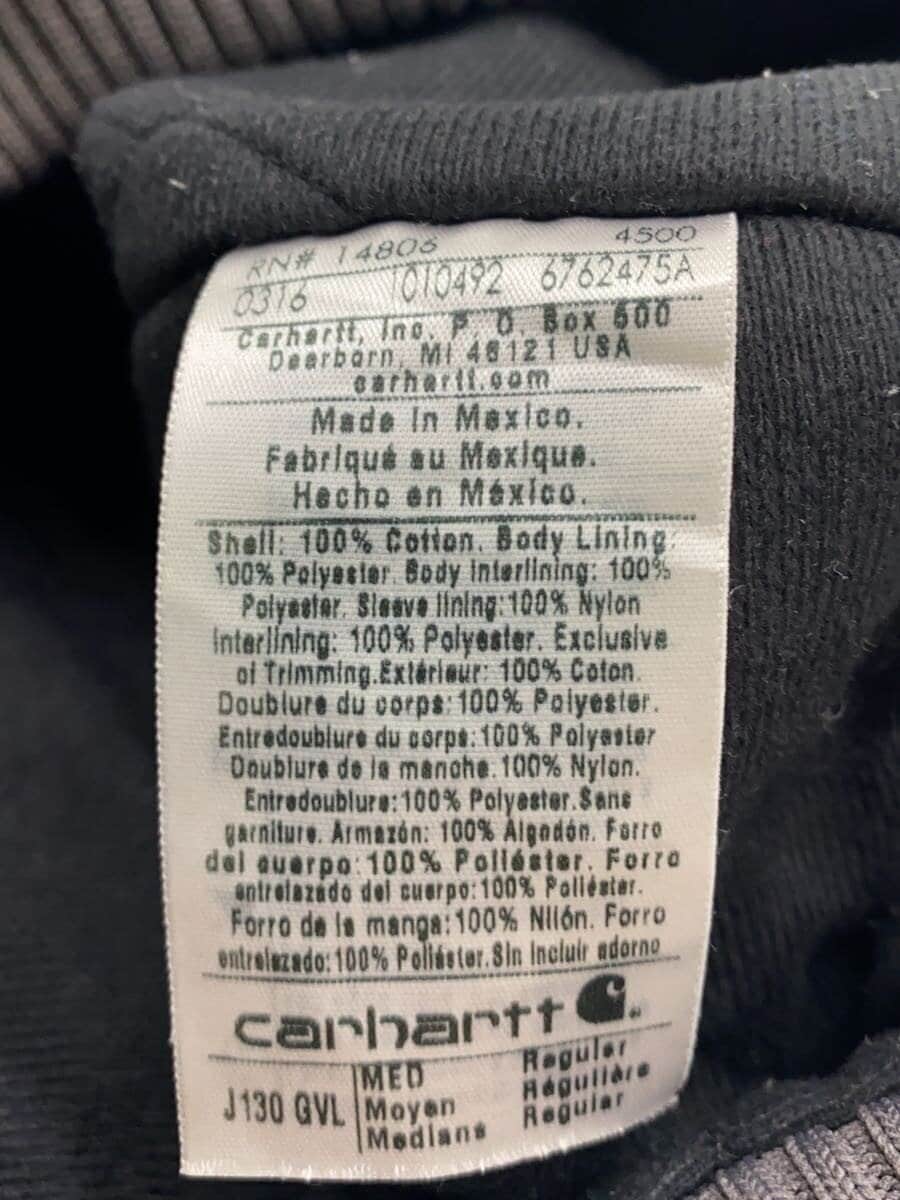 RN# 14806 4500
0316 1010492 6762475A
Carhartt, Inc, P. O. Box 600
Dearborn, MI 48121 USA
carhartt.com
Made in Mexico.
Fabriqué au Mexique.
Hecho en México.
Shell: 100% Cotton. Body Lining:
100% Polyester. Body Interlining: 100%
Polyester. Sleeve lining:100% Nylon
Interlining: 100% Polyester. Exclusive
of Trimming.Extérieur: 100% Coton.
Doublure du corps:100% Polyester.
Entredoublure du corps:100% Polyester
Doublure de la manche.100% Nylon.
Entredoublure:100% Polyester.Sans
garniture. Armazón: 100% Algodón. Forro
del cuerpo:100% Poliéster. Forro
entrelazado del cuerpo:100% Poliéster.
Forro de la manga:100% Nilón. Forro
entrelazado:100% Poliéster.Sin Incluir adorno
carhartt
J130 GVL MED Regular
Moyen Régulière
Mediana Regular